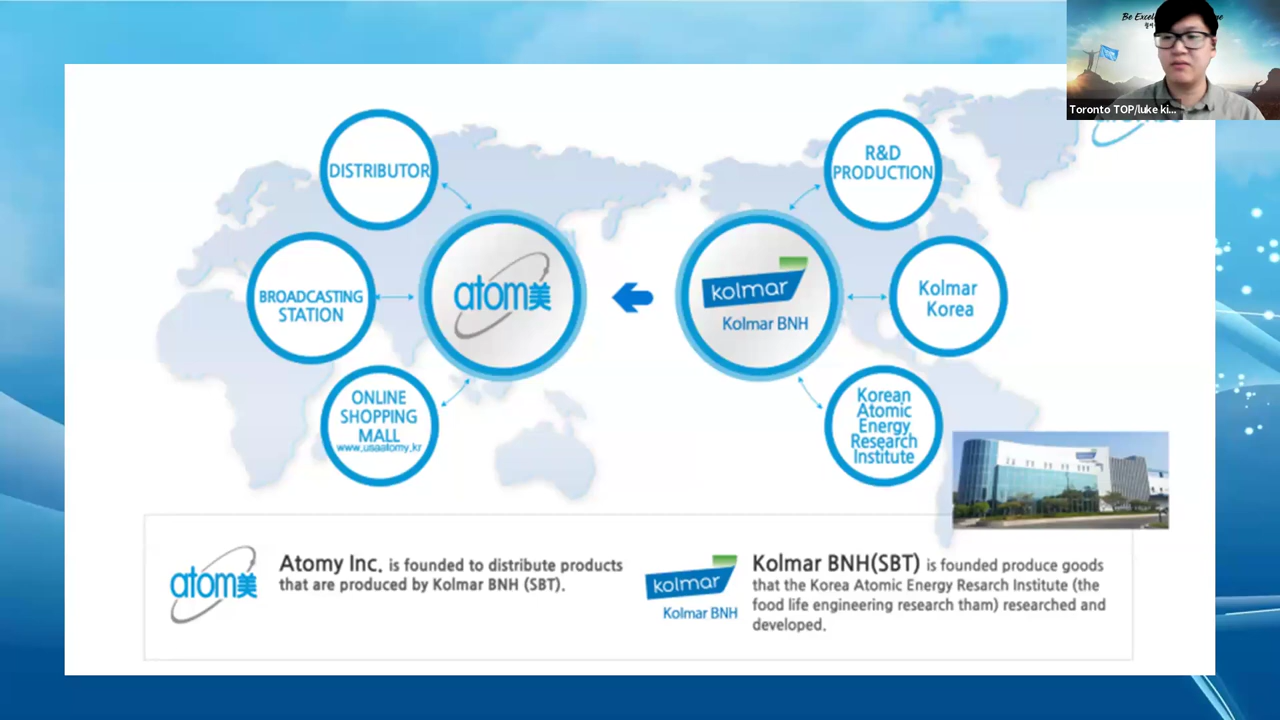 Be Excel
Toronto TOP/luke ki...
DISTRIBUTOR
R&D
PRODUCTION
BROADCASTING
STATION
atom美
kolmar
Kolmar BNH
Kolmar
Korea
ONLINE
SHOPPING
MALL
www.usaatomy.kr
Korean
Atomic
Energy
Research
Institute
atom美
Atomy Inc. is founded to distribute products
that are produced by Kolmar BNH (SBT).
kolmar
Kolmar BNH
Kolmar BNH(SBT) is founded produce goods
that the Korea Atomic Energy Resarch Institute (the
food life engineering research tham) researched and
developed.